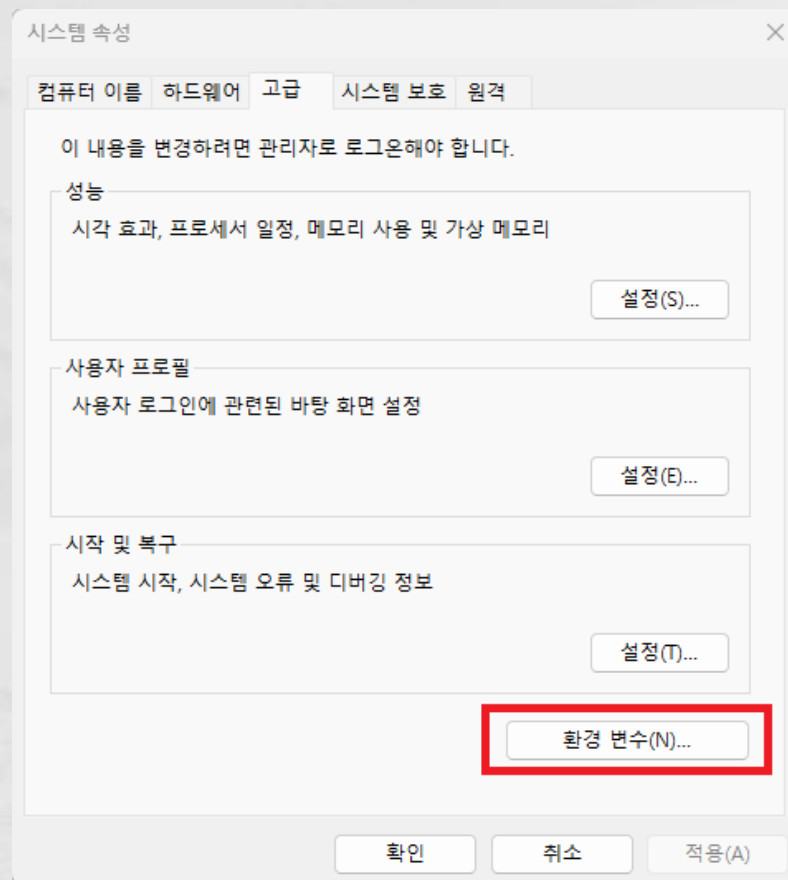 시스템 속성
컴퓨터 이름 하드웨어 고급 시스템 보호 원격
이 내용을 변경하려면 관리자로 로그온해야 합니다.
성능
시각 효과, 프로세서 일정, 메모리 사용 및 가상 메모리
설정(S)...
사용자 프로필
사용자 로그인에 관련된 바탕 화면 설정
설정(E)...
시작 및 복구
시스템 시작, 시스템 오류 및 디버깅 정보
설정(T)...
환경 변수(N)...
확인 취소 적용(A)